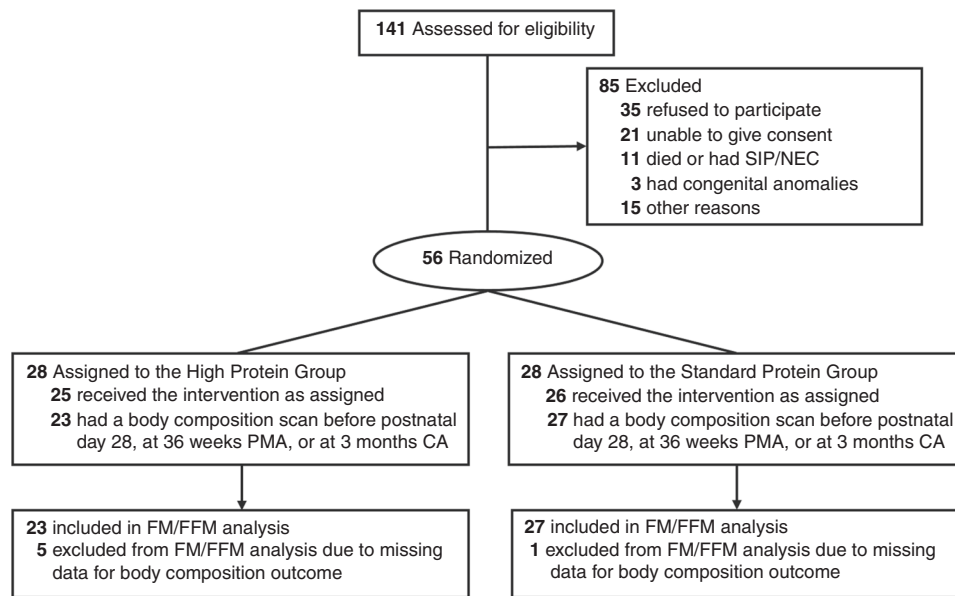 141 Assessed for eligibility
85 Excluded
35 refused to participate
21 unable to give consent
11 died or had SIP/NEC
3 had congenital anomalies
15 other reasons
56 Randomized
28 Assigned to the High Protein Group
25 received the intervention as assigned
23 had a body composition scan before postnatal
day 28, at 36 weeks PMA, or at 3 months CA
28 Assigned to the Standard Protein Group
26 received the intervention as assigned
27 had a body composition scan before postnatal
day 28, at 36 weeks PMA, or at 3 months CA
23 included in FM/FFM analysis
5 excluded from FM/FFM analysis due to missing
data for body composition outcome
27 included in FM/FFM analysis
1 excluded from FM/FFM analysis due to missing
data for body composition outcome